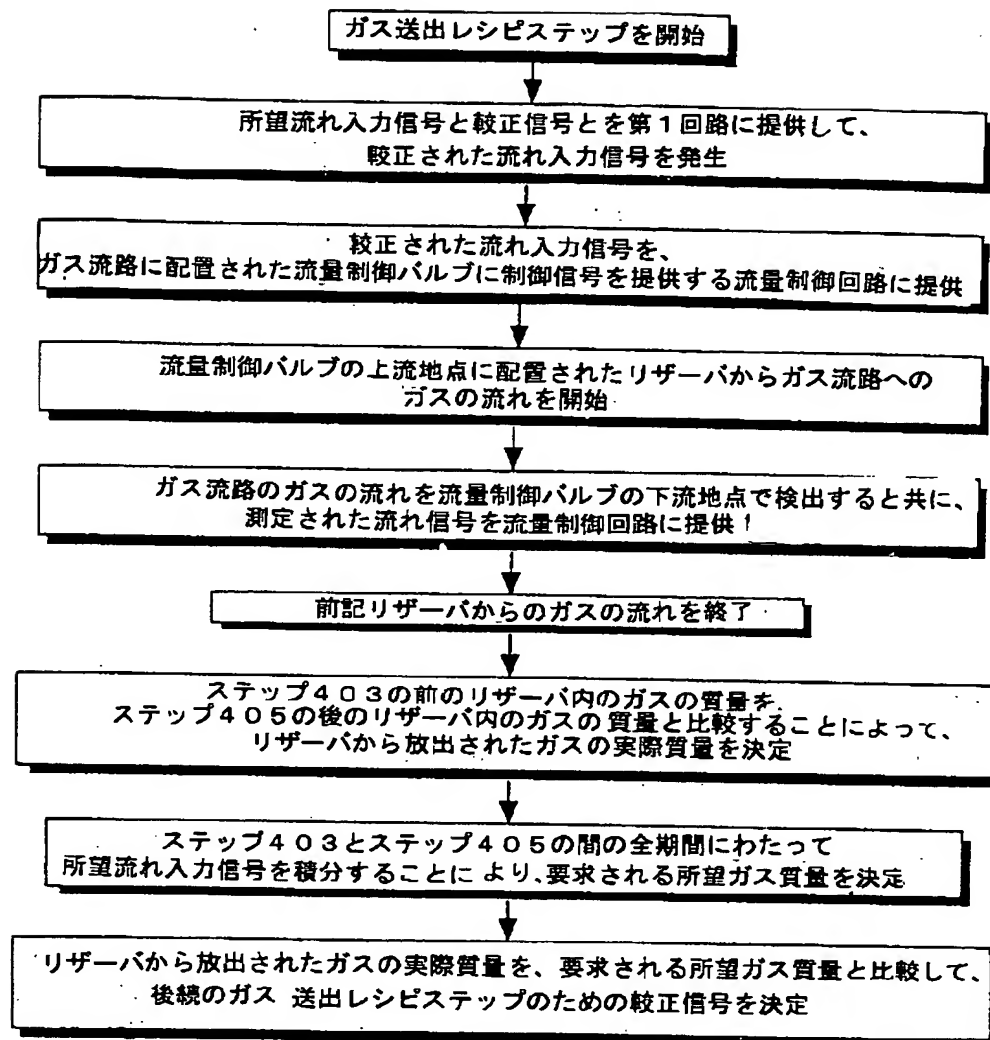 ガス送出レシピステップを開始
所望流れ入力信号と較正信号とを第1回路に提供して、
較正された流れ入力信号を発生
較正された流れ入力信号を、
ガス流路に配置された流量制御バルブに制御信号を提供する流量制御回路に提供
流量制御バルブの上流地点に配置されたリザーバからガス流路への
ガスの流れを開始
ガス流路のガスの流れを流量制御バルブの下流地点で検出すると共に、
測定された流れ信号を流量制御回路に提供
前記リザーバからのガスの流れを終了
ステップ403の前のリザーバ内のガスの質量を
ステップ405の後のリザーバ内のガスの質量と比較することによって、
リザーバから放出されたガスの実際質量を決定
ステップ403とステップ405の間の全期間にわたって
所望流れ入力信号を積分することにより、要求される所望ガス質量を決定
リザーバから放出されたガスの実際質量を、要求される所望ガス質量と比較して、
後続のガス 送出レシピステップのための較正信号を決定